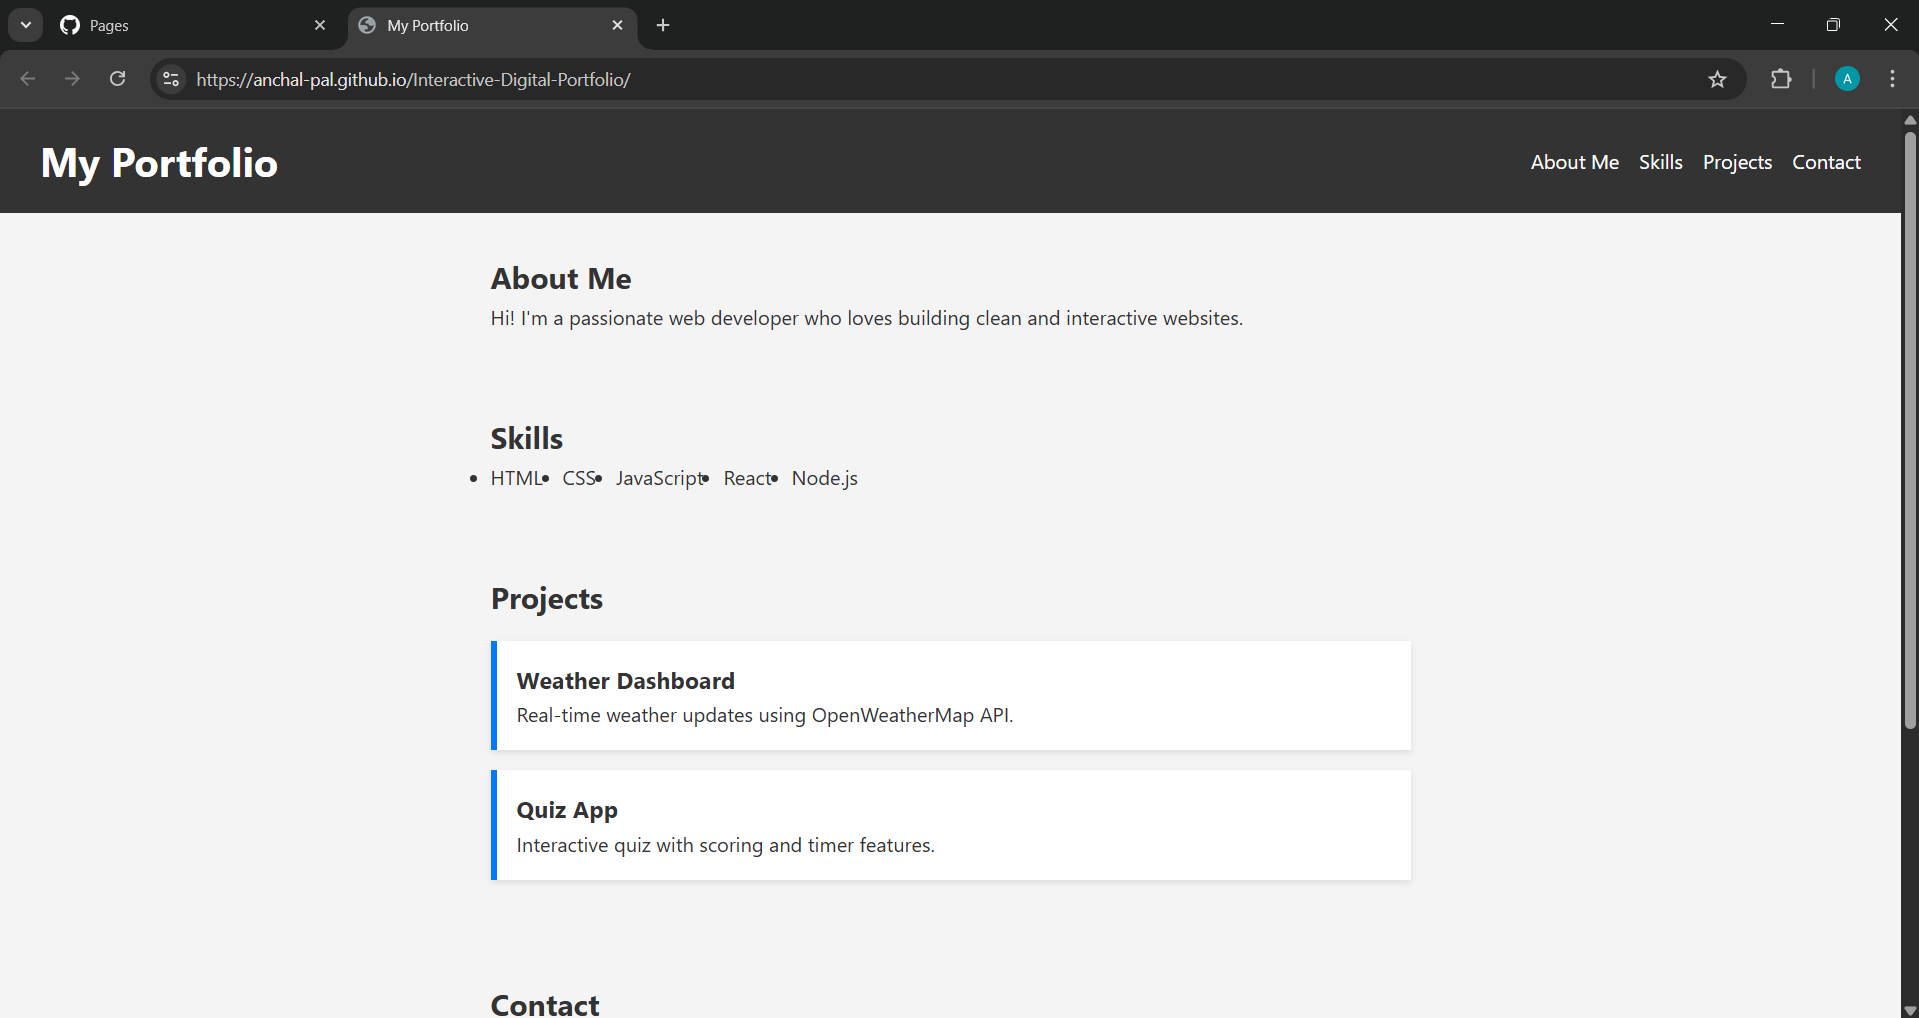 Pages
My Portfolio
https://anchal-pal.github.io/Interactive-Digital-Portfolio/
A
My Portfolio
About Me Skills Projects Contact
About Me
Hi! I'm a passionate web developer who loves building clean and interactive websites.
Skills
• HTML • CSS • JavaScript • React • Node.js
Projects
Weather Dashboard
Real-time weather updates using OpenWeatherMap API.
Quiz App
Interactive quiz with scoring and timer features.
Contact